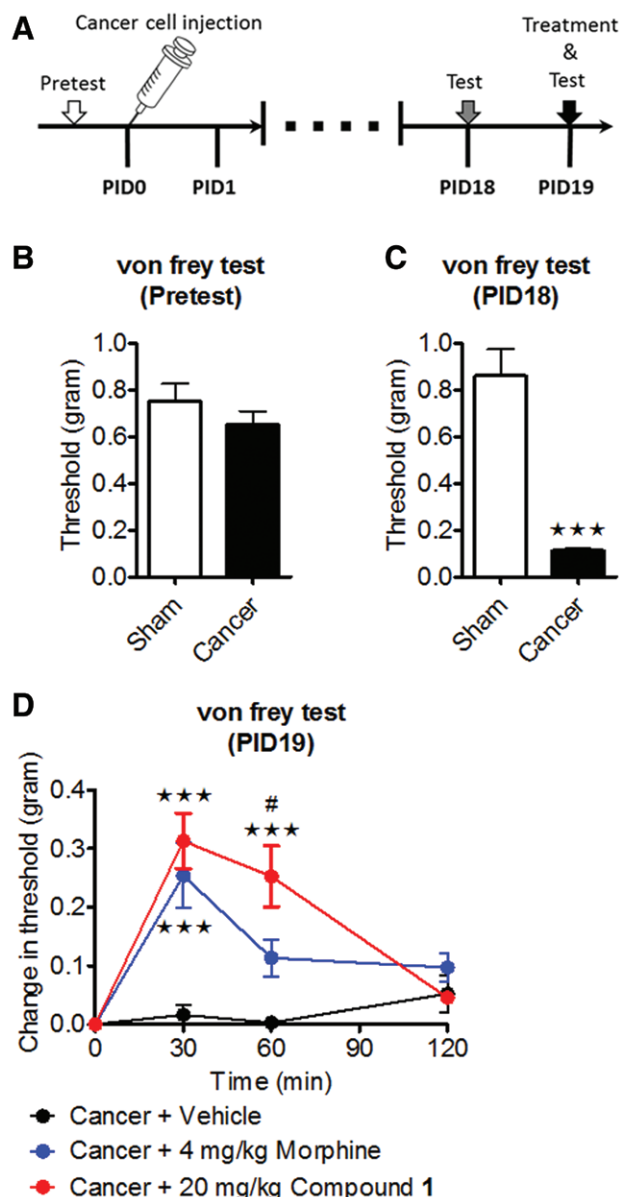 A
Cancer cell injection
Treatment
&
Pretest
Test
Test
PID0
PID1
PID18
PID19
B
von frey test
(Pretest)
Threshold (gram)
1.0
0.8
0.6
0.4
0.2
0.0
Sham
Cancer
C
von frey test
(PID18)
Threshold (gram)
1.0
0.8
0.6
0.4
0.2
0.0
★★★
Sham
Cancer
D
von frey test
(PID19)
Change in threshold (gram)
0.4
0.3
0.2
0.1
0.0
★★★
#
★★★
★★★
0
30
60
90
120
Time (min)
Cancer + Vehicle
Cancer + 4 mg/kg Morphine
Cancer + 20 mg/kg Compound 1